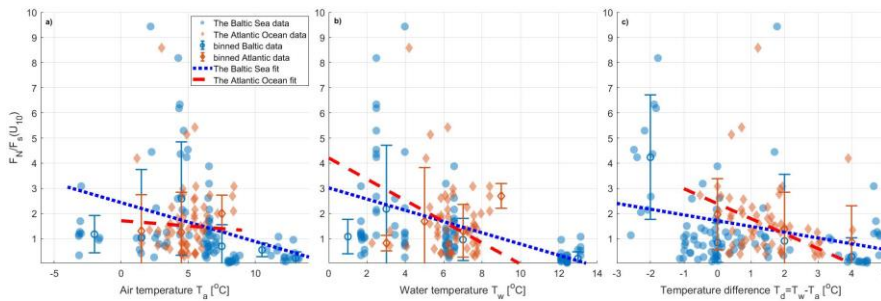 a)
b)
c)
The Baltic Sea data
The Atlantic Ocean data
binned Baltic data
binned Atlantic data
The Baltic Sea fit
The Atlantic Ocean fit
F_N/F_s(U_10)
10
9
8
7
6
5
4
3
2
1
0 5 10
Air temperature T_a [°C]
10
9
8
7
6
5
4
3
2
1
0 2 4 6 8 10 12 14
Water temperature T_w [°C]
10
9
8
7
6
5
4
3
2
1
-3 -2 -1 0 1 2 3 4
Temperature difference T_d=T_w-T_a [°C]